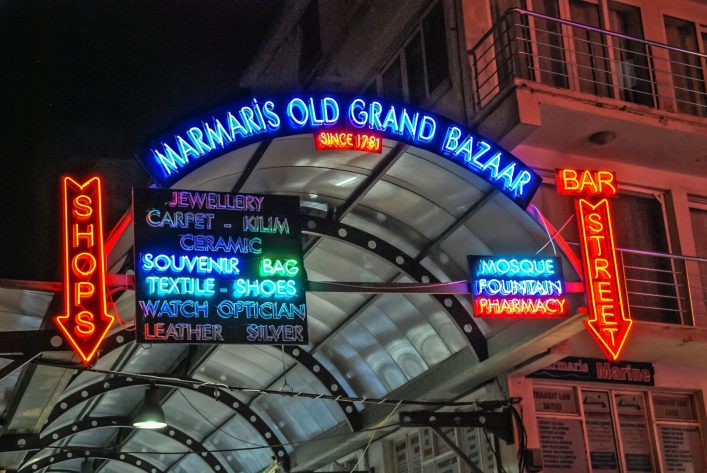 MARMARİS OLD GRAND BAZAAR
SINCE 1781
SHOPS
JEWELLERY
CARPET - KILIM
CERAMIC
SOUVENIR BAG
TEXTILE - SHOES
WATCH OPTICIAN
LEATHER SILVER
MOSQUE
FOUNTAIN
PHARMACY
BAR
STREET
Marine